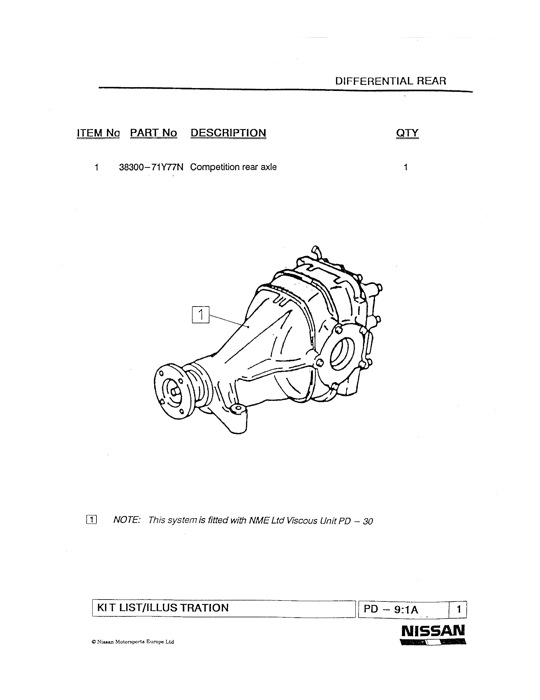 DIFFERENTIAL REAR
ITEM No PART No DESCRIPTION QTY
1 38300-71Y77N Competition rear axle 1
1
1 NOTE: This system is fitted with NME Ltd Viscous Unit PD - 30
KIT LIST/ILLUSTRATION PD - 9:1A 1
NISSAN
© Nissan Motorsports Europe Ltd